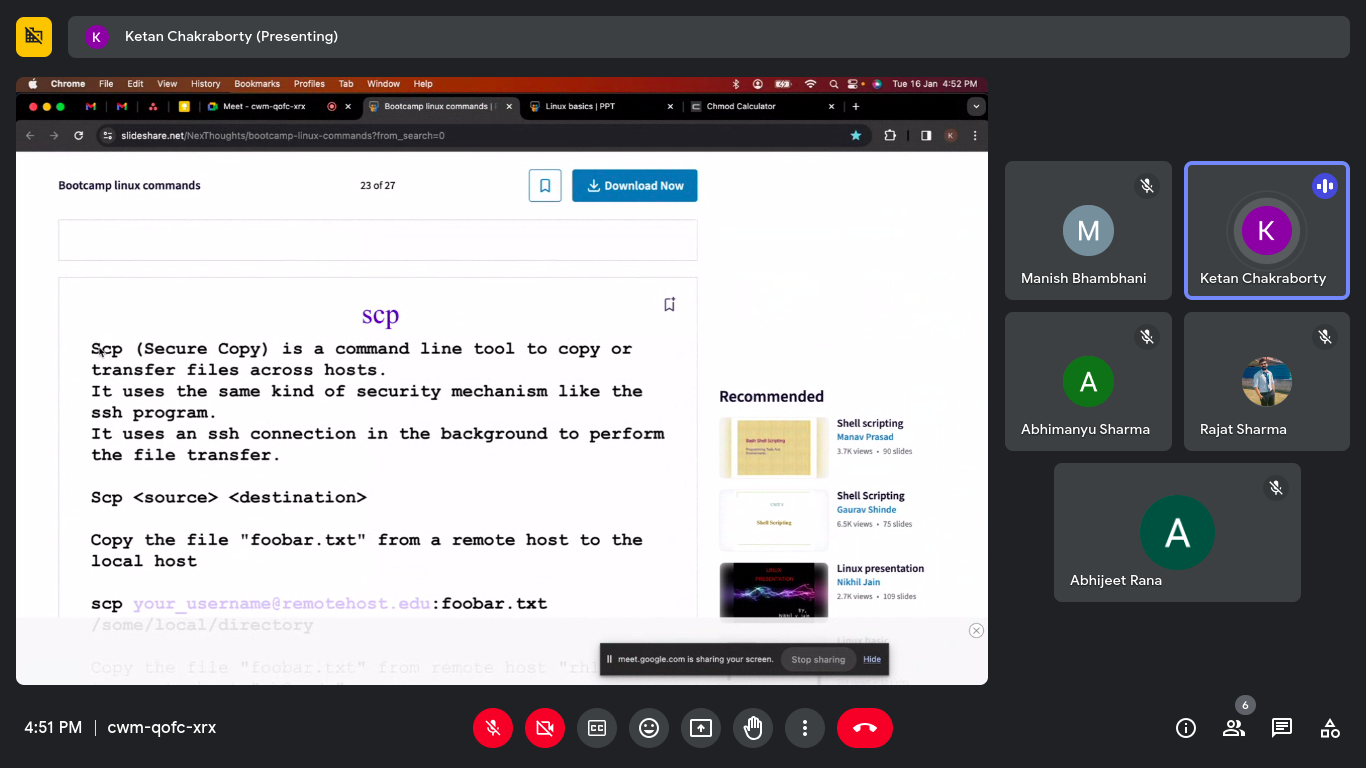 K Ketan Chakraborty (Presenting)
Chrome File Edit View History Bookmarks Profiles Tab Window Help Tue 16 Jan 4:52 PM
Meet - cwm-qofc-xrx Bootcamp linux commands | Linux basics | PPT Chmod Calculator
slideshare.net/NexThoughts/bootcamp-linux-commands?from_search=0 K
Bootcamp linux commands 23 of 27 Download Now
scp
Scp (Secure Copy) is a command line tool to copy or
transfer files across hosts.
It uses the same kind of security mechanism like the
ssh program.
It uses an ssh connection in the background to perform
the file transfer.
Scp <source> <destination>
Copy the file "foobar.txt" from a remote host to the
local host
scp your_username@remotehost.edu:foobar.txt
/some/local/directory
Copy the file "foobar.txt" from remote host
Recommended
Shell scripting
Manav Prasad
3.7K views • 90 slides
Shell Scripting
Gaurav Shinde
6.5K views • 75 slides
Shell Scripting
Linux presentation
Nikhil Jain
2.7K views • 109 slides
LINUX
PRESENTATION
Linux basic
meet.google.com is sharing your screen. Stop sharing Hide
M
Manish Bhambhani
K
Ketan Chakraborty
A
Abhimanyu Sharma
Rajat Sharma
A
Abhijeet Rana
4:51 PM | cwm-qofc-xrx
CC
6